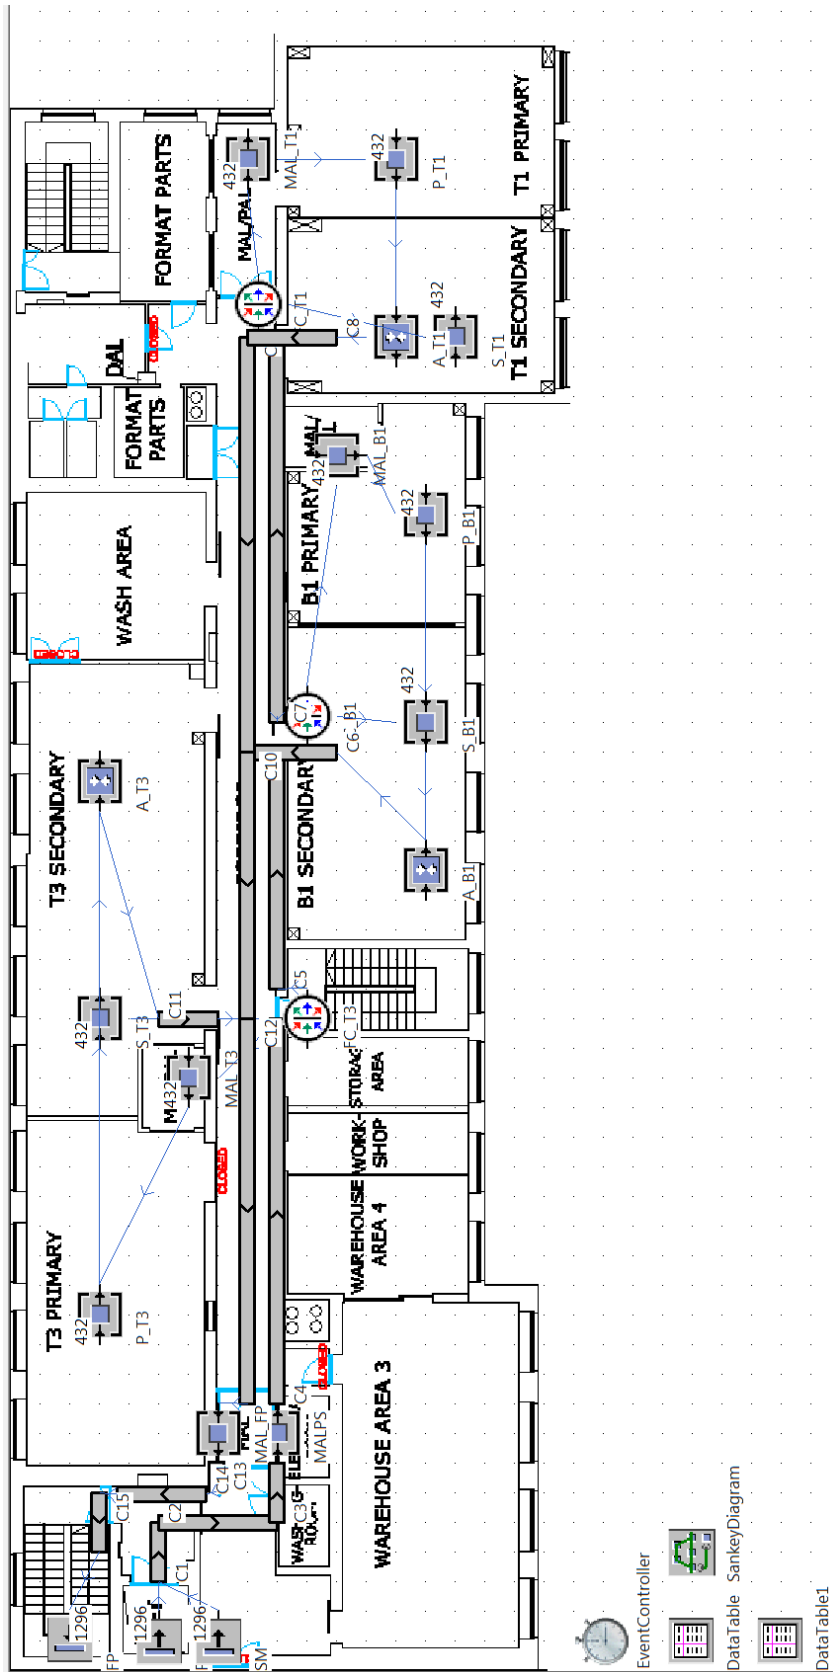 FORMAT PARTS
432
MAL/PAL
MAL_T1
432
P_T1
T1 PRIMARY
432
C_T1
C8
A_T1
S_T1
T1 SECONDARY
CLOSED
DAL
FORMAT
PARTS
432
MAL_B1
B1 PRIMARY
432
P_B1
WASH AREA
C7
C6
B1
432
S_B1
C10
B1 SECONDARY
A_B1
T3 SECONDARY
A_T3
432
S_T3
C11
C5
C12
FC_T3
M432
MAL_T3
CLOSED
STORAG
AREA
WORK-
SHOP
WAREHOUSE
AREA 4
T3 PRIMARY
432
P_T3
CLOSED
C4
MAL_FP
MALPS
WAREHOUSE AREA 3
C15
C14
C13
C2
C3
ROOM
C1
1296
1296
1296
FP
SM
EventController
DataTable
SankeyDiagram
DataTable1